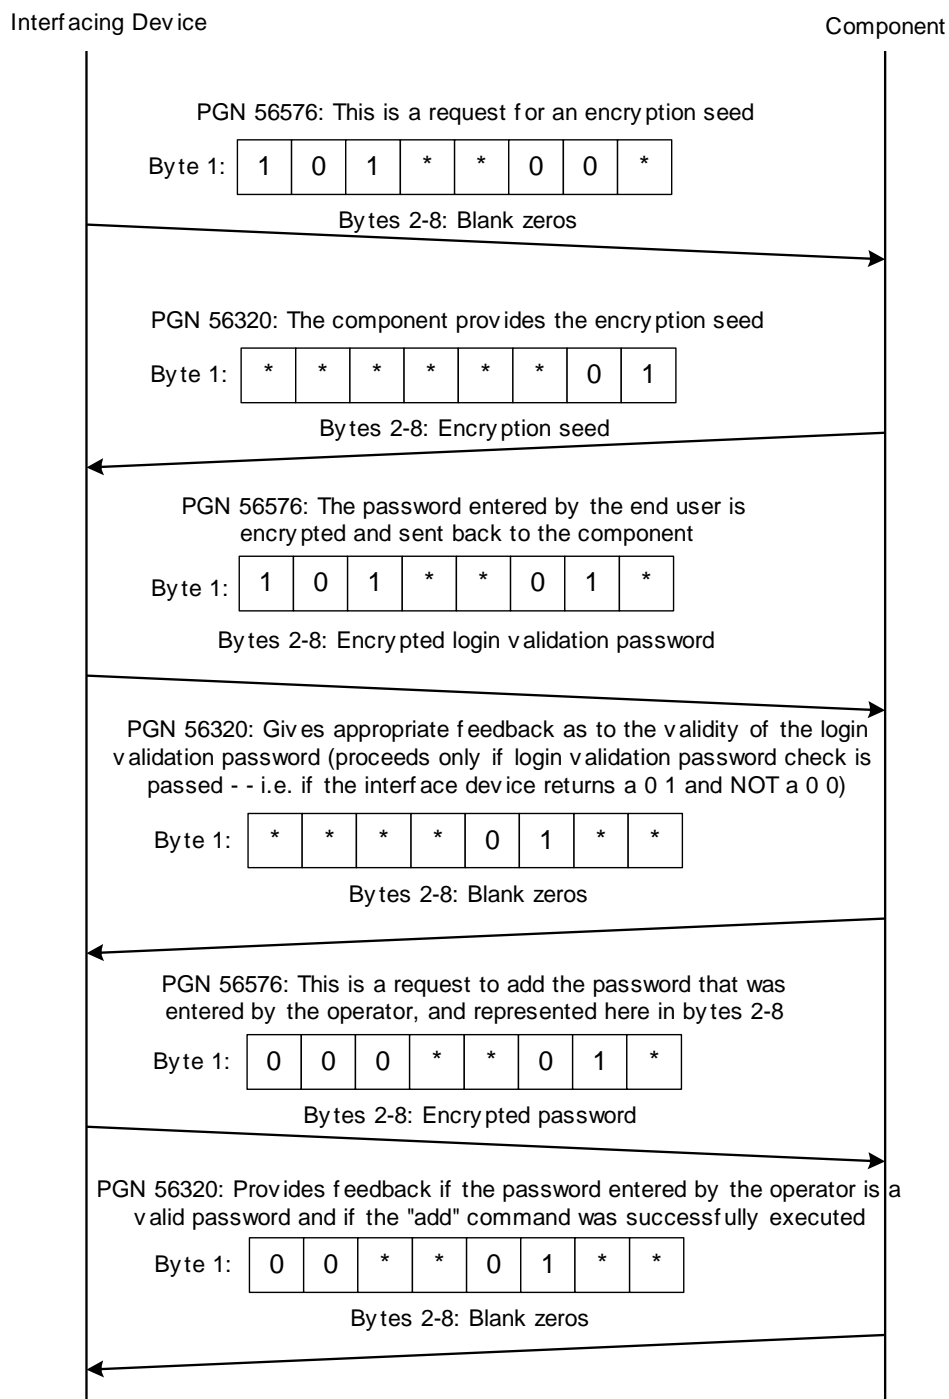 Interfacing Device
Component
PGN 56576: This is a request for an encryption seed
Byte 1: 1 0 1 * * 0 0 *
Bytes 2-8: Blank zeros
PGN 56320: The component provides the encryption seed
Byte 1: * * * * * * 0 1
Bytes 2-8: Encryption seed
PGN 56576: The password entered by the end user is
encrypted and sent back to the component
Byte 1: 1 0 1 * * 0 1 *
Bytes 2-8: Encrypted login validation password
PGN 56320: Gives appropriate feedback as to the validity of the login
validation password (proceeds only if login validation password check is
passed - - i.e. if the interface device returns a 0 1 and NOT a 0 0)
Byte 1: * * * * 0 1 * *
Bytes 2-8: Blank zeros
PGN 56576: This is a request to add the password that was
entered by the operator, and represented here in bytes 2-8
Byte 1: 0 0 0 * * 0 1 *
Bytes 2-8: Encrypted password
PGN 56320: Provides feedback if the password entered by the operator is a
valid password and if the "add" command was successfully executed
Byte 1: 0 0 * * 0 1 * *
Bytes 2-8: Blank zeros